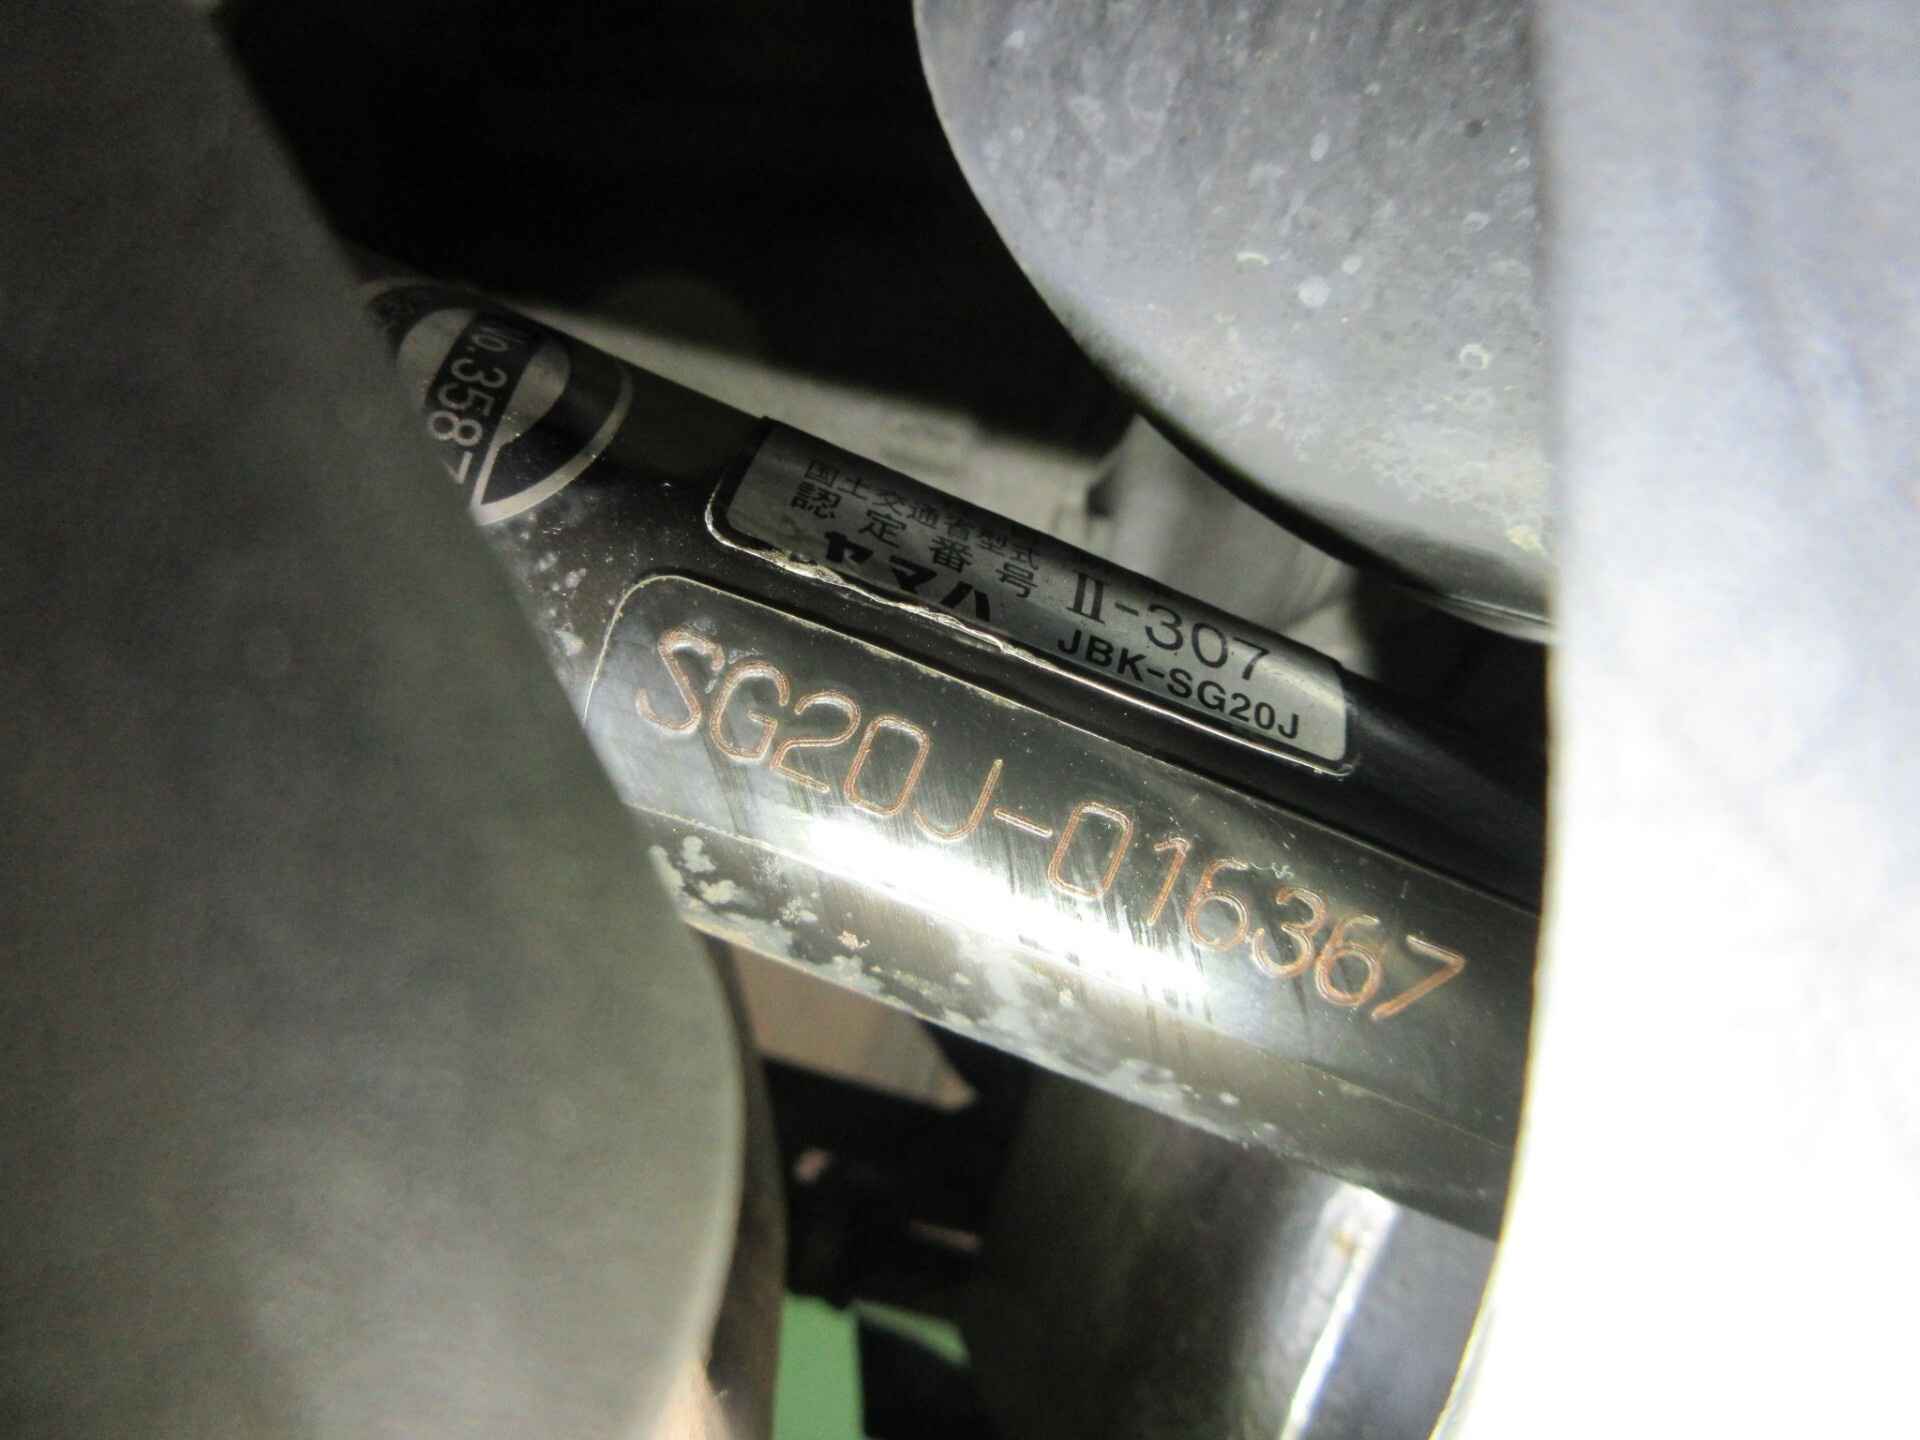 No.3587
国土交通省型式
認定番号 II-307
ヤマハ JBK-SG20J
SG20J-016367